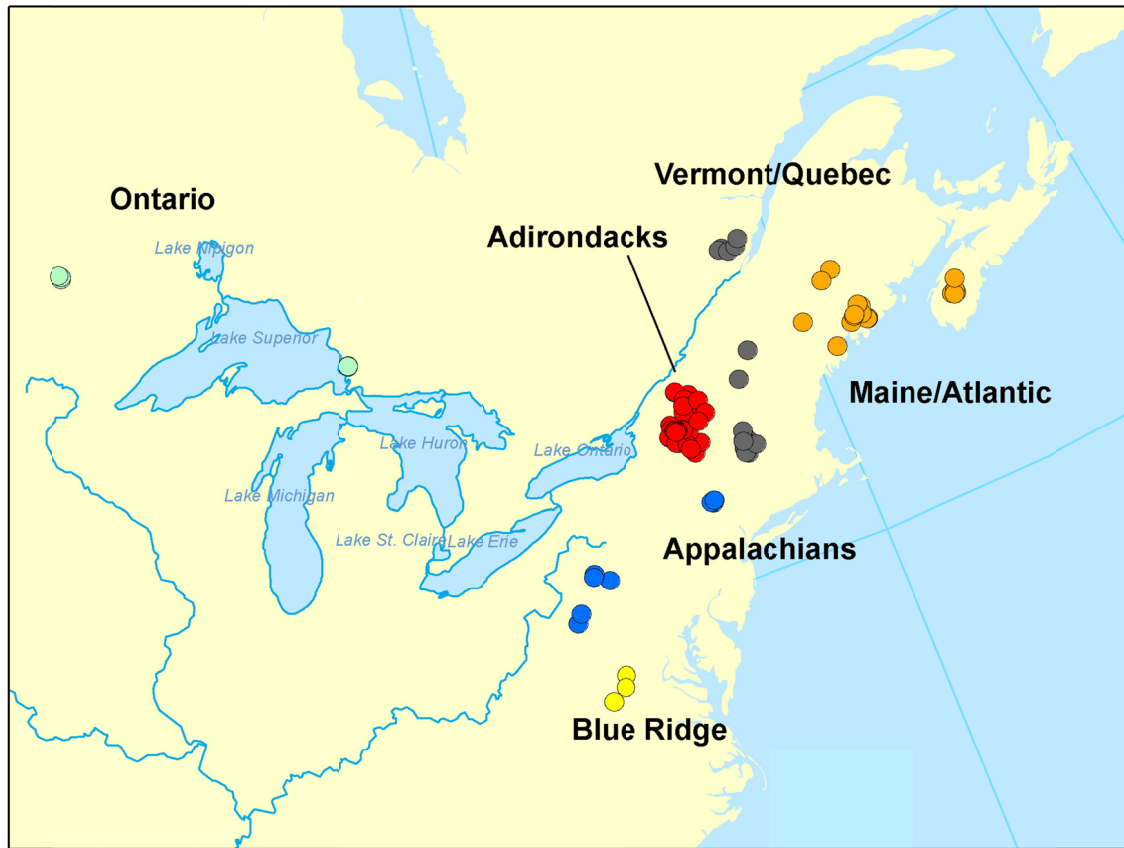 Vermont/Quebec
Ontario
Adirondacks
Lake Nipigon
Lake Superior
Maine/Atlantic
Lake Huron
Lake Ontario
Lake Michigan
Lake St. Claire
Lake Erie
Appalachians
Blue Ridge